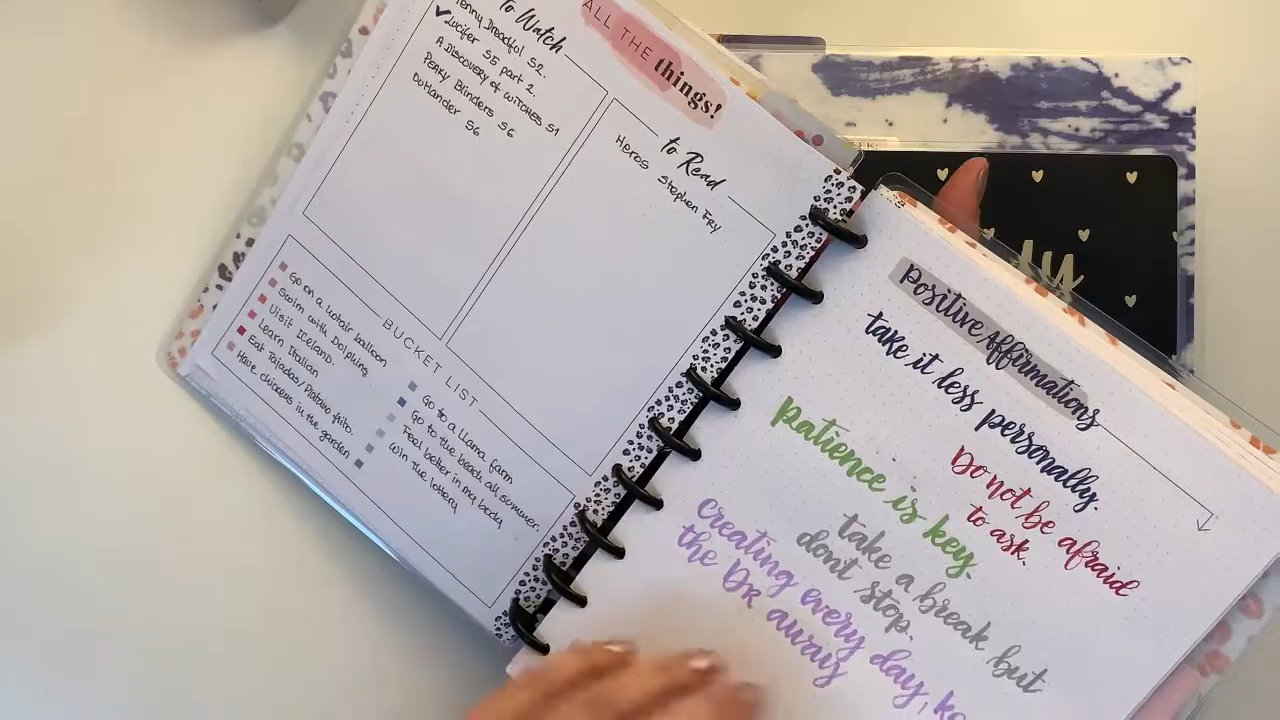 ALL THE things!
To Watch
Penny Dreadful S2.
Lucifer S5 part 2.
A Discovery of witches S1
Peaky Blinders S6
Outlander S6
to Read
Heros Stephen Fry
BUCKET LIST
Go on a hotair balloon
Swim with Dolphins
Visit ICELAND
Learn Italian
Eat Tajadas/Platano frito.
Have chickens in the garden
Go to a Llama farm
Go to the beach all summer.
Feel better in my body
Win the lottery
Positive Affirmations
take it less personally.
Do not be afraid
to ask.
Patience is key.
take a break but
dont stop.
Creating every day,
the DR away